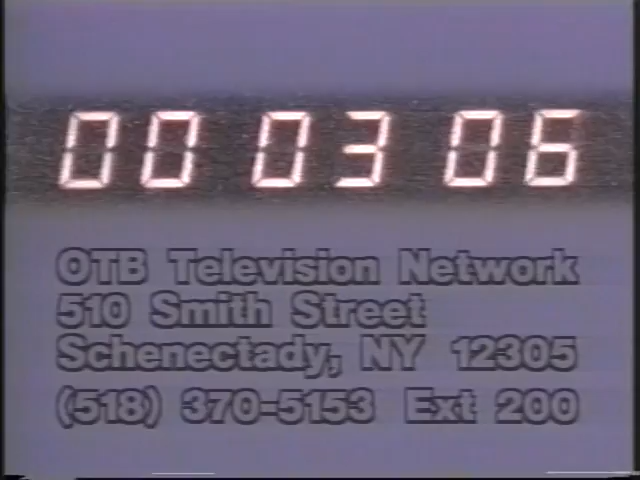 00 03 06
OTB Television Network
510 Smith Street
Schenectady, NY 12305
(518) 370-5153 Ext 200